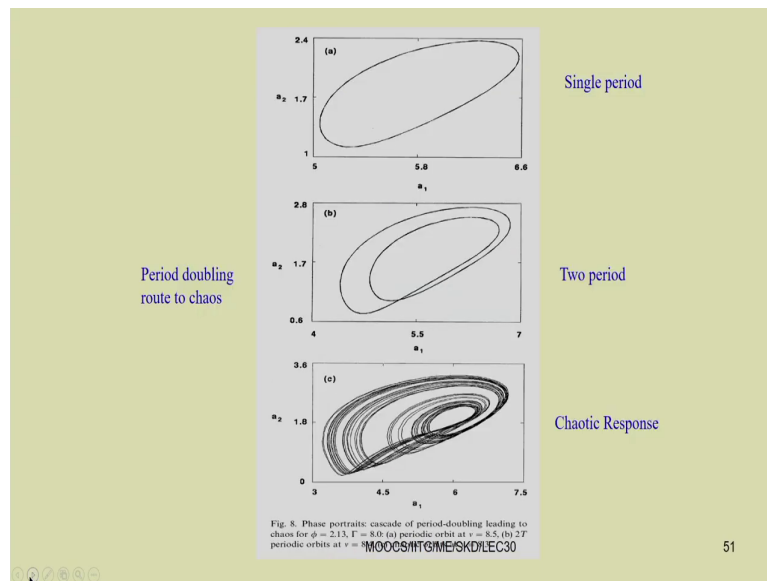 2.4
(a)
a2 1.7
1
5 5.8 6.6
a1
Single period
2.8
(b)
a2 1.7
0.6
4 5.5 7
a1
Period doubling
route to chaos
Two period
3.6
(c)
a2 1.8
0
3 4.5 6 7.5
a1
Chaotic Response
Fig. 8. Phase portraits: cascade of period-doubling leading to
chaos for ϕ = 2.13, Γ = 8.0: (a) periodic orbit at ν = 8.5, (b) 2T
periodic orbits at ν = 8
MOOCS/IITG/ME/SKD/LEC30
51